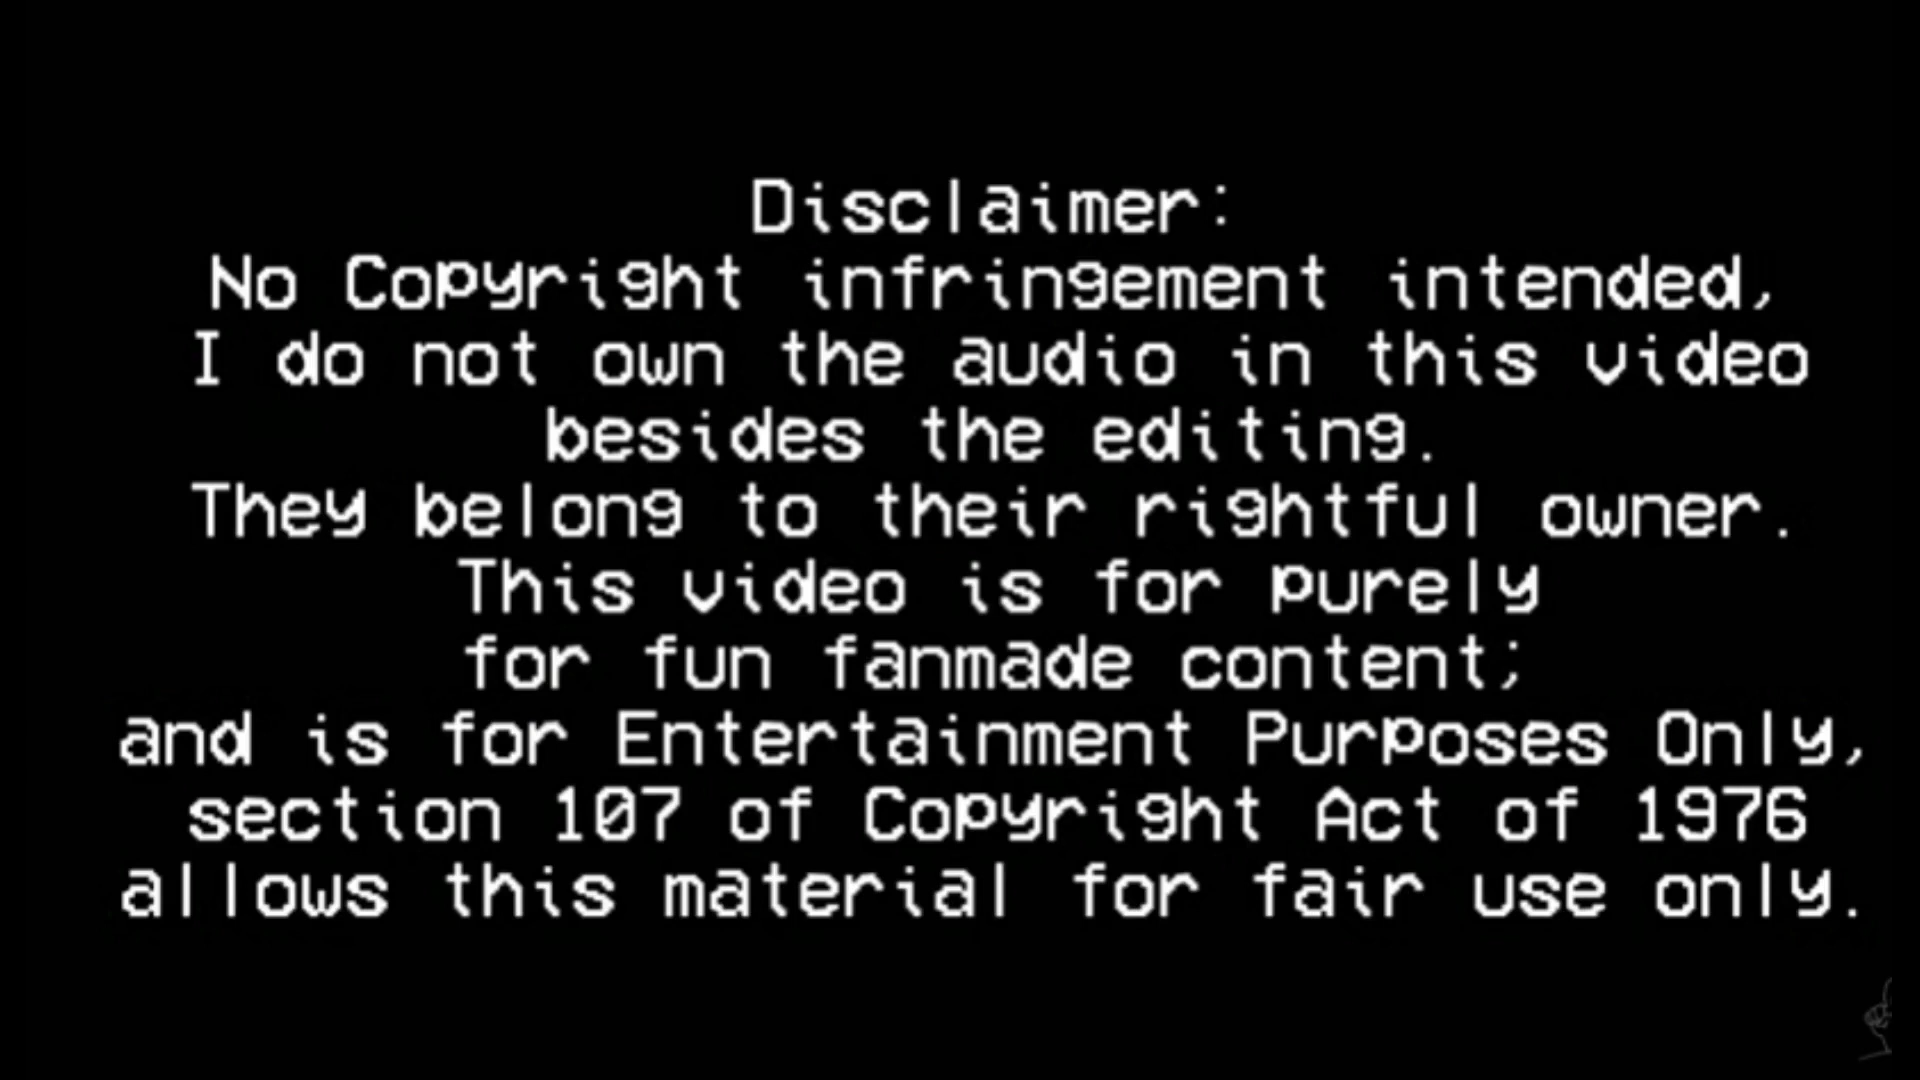 Disclaimer:
No Copyright infringement intended,
I do not own the audio in this video
besides the editing.
They belong to their rightful owner.
This video is for purely
for fun fanmade content;
and is for Entertainment Purposes Only,
section 107 of Copyright Act of 1976
allows this material for fair use only.